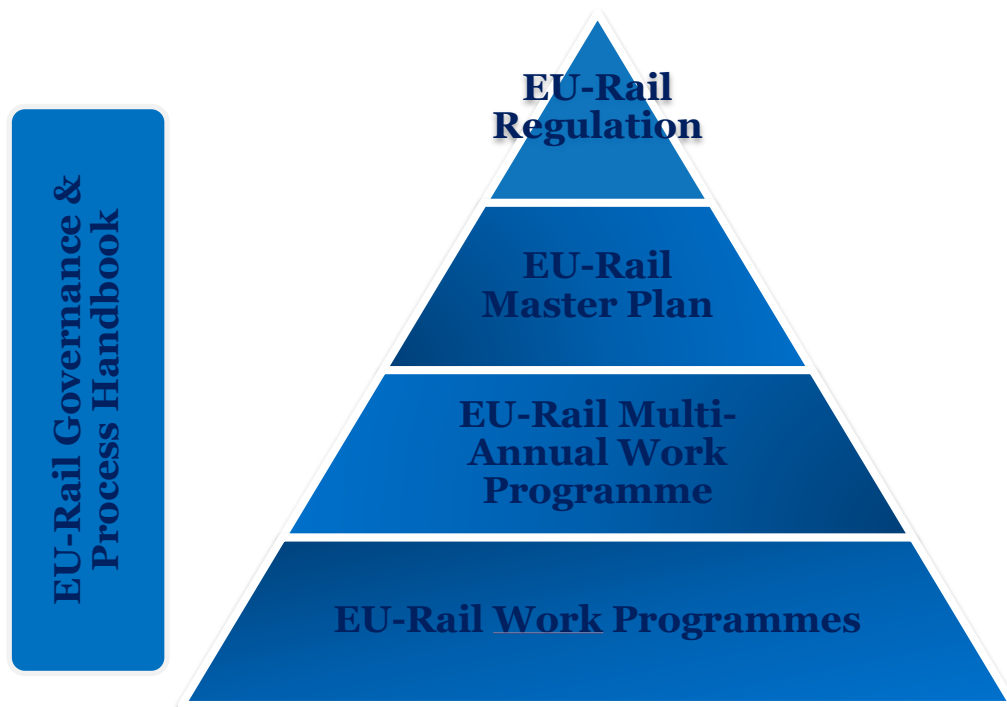 EU-Rail Governance &
Process Handbook
EU-Rail
Regulation
EU-Rail
Master Plan
EU-Rail Multi-
Annual Work
Programme
EU-Rail Work Programmes